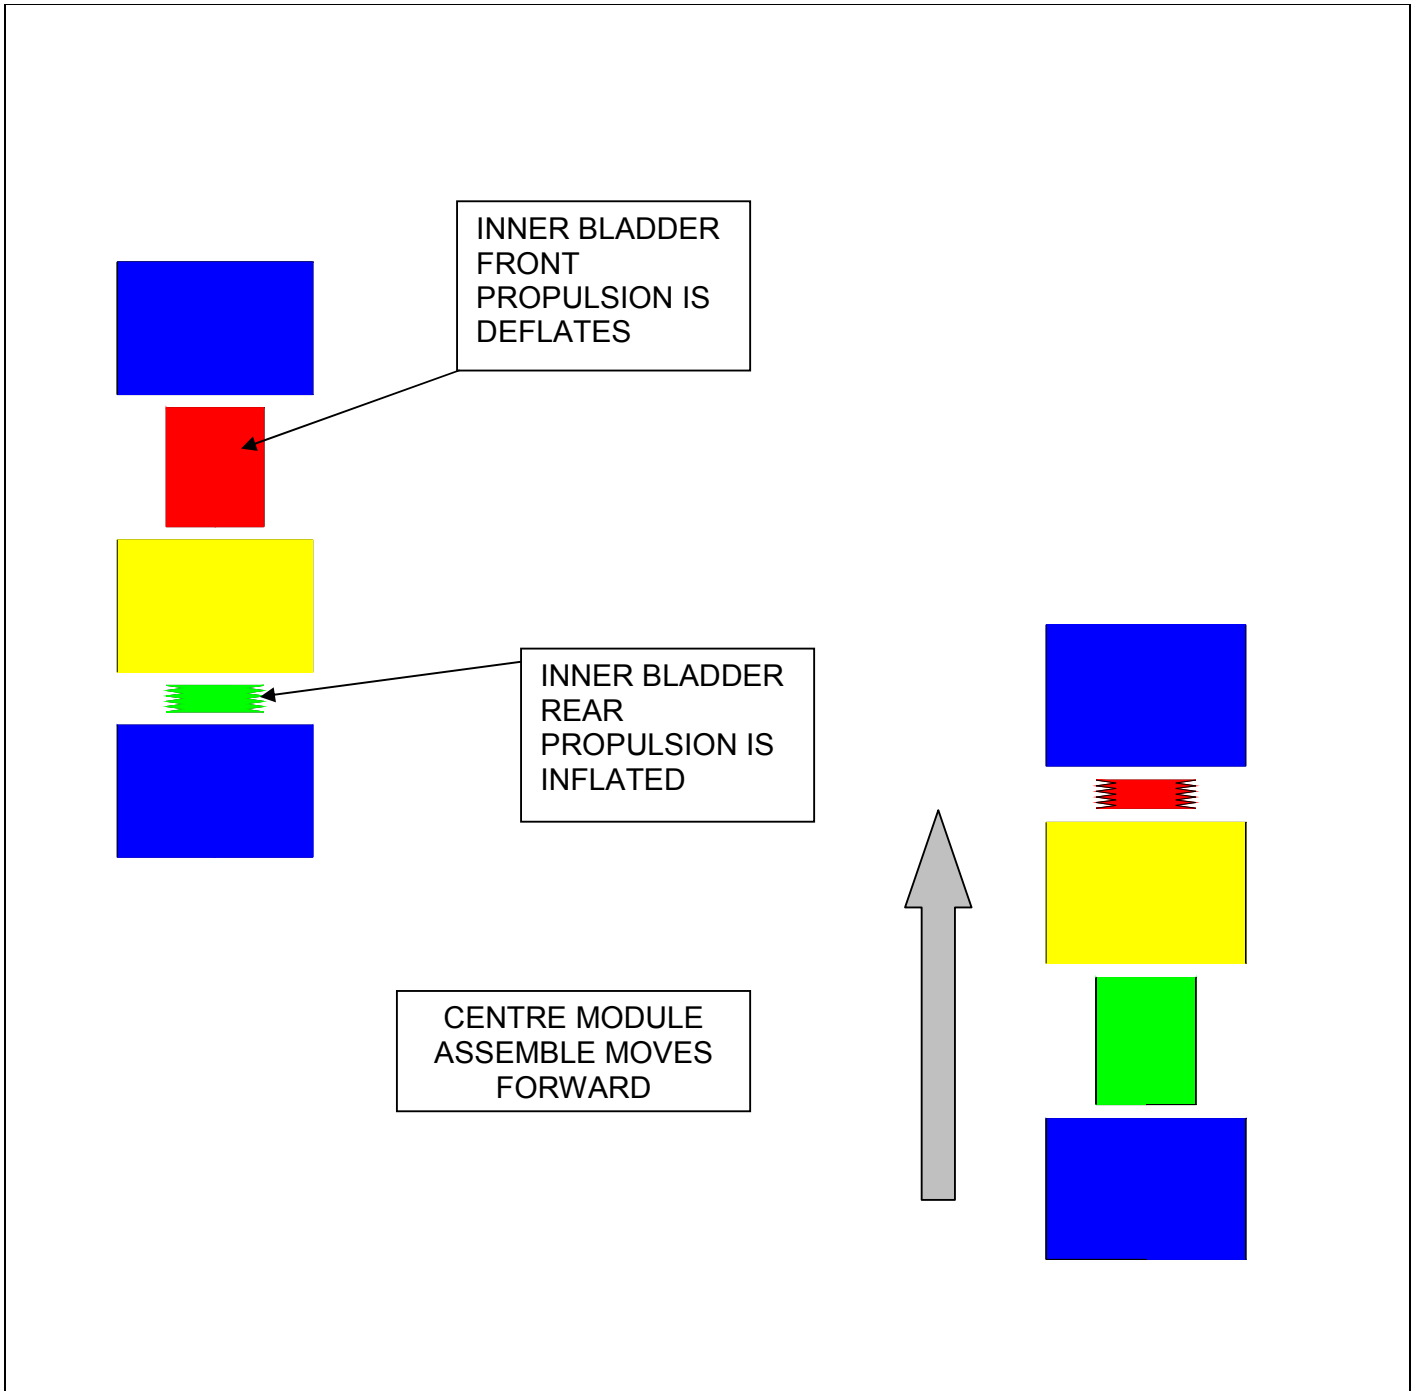 INNER BLADDER
FRONT
PROPULSION IS
DEFLATES
INNER BLADDER
REAR
PROPULSION IS
INFLATED
CENTRE MODULE
ASSEMBLE MOVES
FORWARD